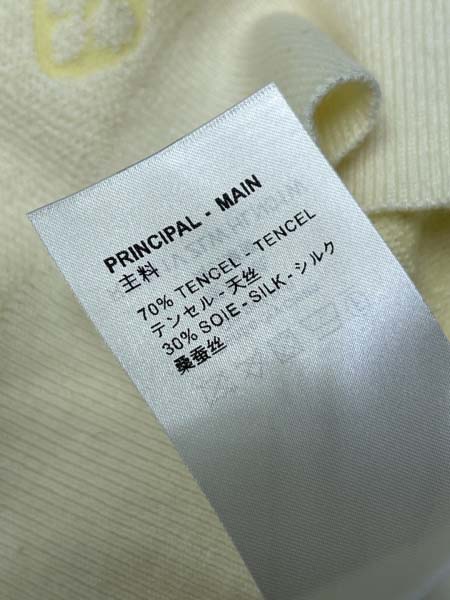 PRINCIPAL - MAIN
主料
70% TENCEL - TENCEL
テンセル - 天丝
30% SOIE - SILK - シルク
桑蚕丝